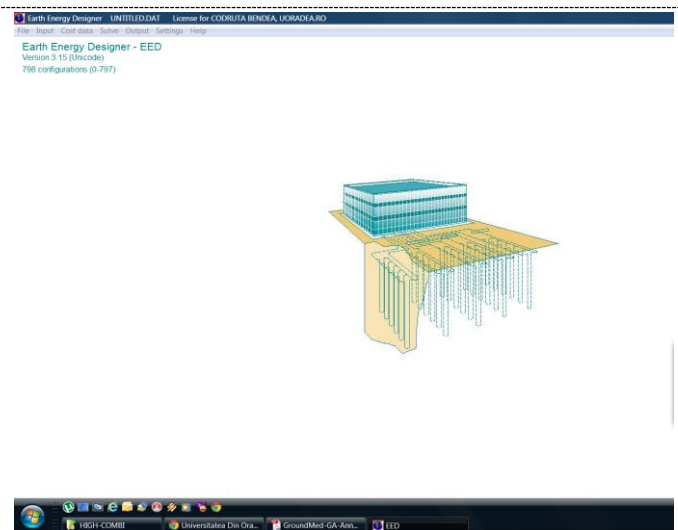 Earth Energy Designer UNTITLED.DAT License for CODRUTA BENDEA, UORADEA.RO
File Input Cost data Solve Output Settings Help
Earth Energy Designer - EED
Version 3.15 (Unicode)
798 configurations (0-797)
HIGH-COMBI Universitatea Din Ora... GroundMed-GA-Ann... EED